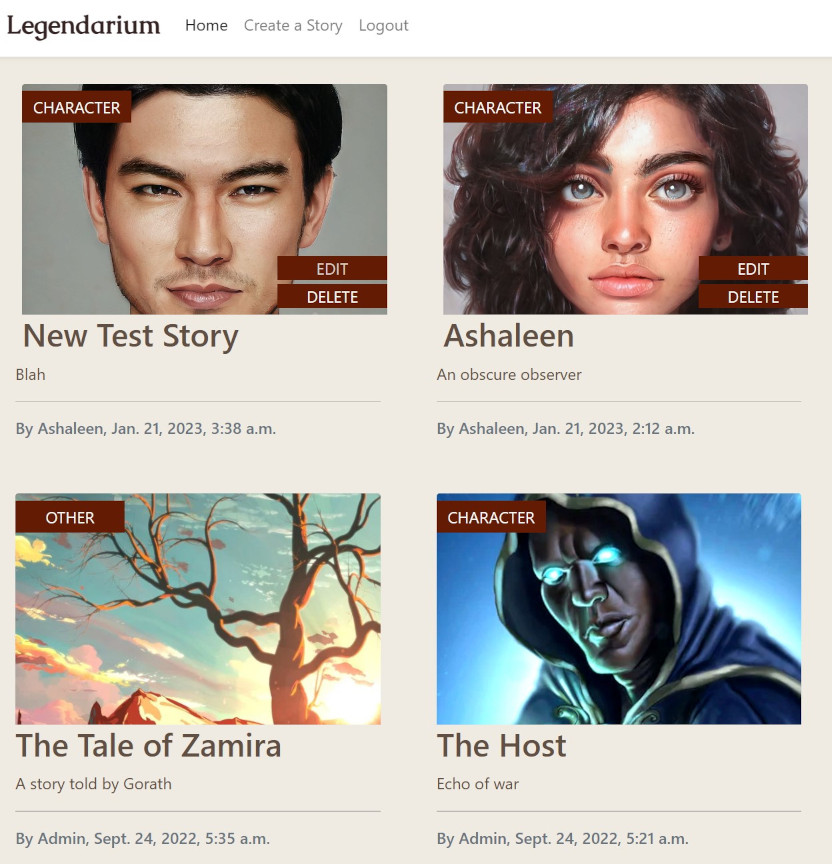 Legendarium Home Create a Story Logout
CHARACTER
EDIT
DELETE
New Test Story
Blah
By Ashaleen, Jan. 21, 2023, 3:38 a.m.
CHARACTER
EDIT
DELETE
Ashaleen
An obscure observer
By Ashaleen, Jan. 21, 2023, 2:12 a.m.
OTHER
The Tale of Zamira
A story told by Gorath
By Admin, Sept. 24, 2022, 5:35 a.m.
CHARACTER
The Host
Echo of war
By Admin, Sept. 24, 2022, 5:21 a.m.